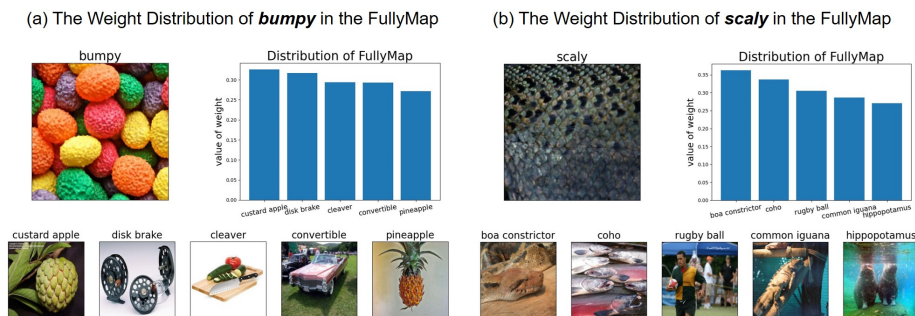 (a) The Weight Distribution of bumpy in the FullyMap
bumpy
Distribution of FullyMap
value of weight
0.30
0.25
0.20
0.15
0.10
0.05
0.00
custard apple
disk brake
cleaver
convertible
pineapple
custard apple
disk brake
cleaver
convertible
pineapple
(b) The Weight Distribution of scaly in the FullyMap
scaly
Distribution of FullyMap
value of weight
0.35
0.30
0.25
0.20
0.15
0.10
0.05
0.00
boa constrictor
coho
rugby ball
common iguana
hippopotamus
boa constrictor
coho
rugby ball
common iguana
hippopotamus